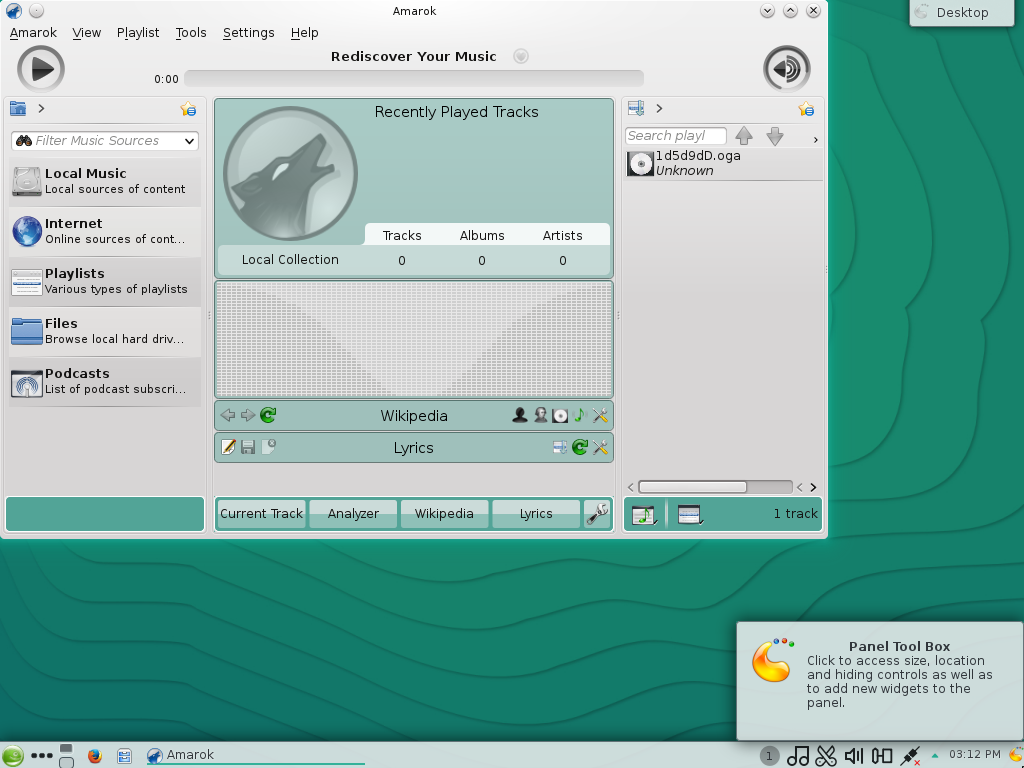 Amarok
Desktop
Amarok View Playlist Tools Settings Help
Rediscover Your Music
0:00
Filter Music Sources
Local Music
Local sources of content
Internet
Online sources of cont...
Playlists
Various types of playlists
Files
Browse local hard driv...
Podcasts
List of podcast subscri...
Recently Played Tracks
Tracks Albums Artists
Local Collection 0 0 0
Wikipedia
Lyrics
Current Track Analyzer Wikipedia Lyrics
Search playl
1d5d9dD.oga
Unknown
1 track
Panel Tool Box
Click to access size, location
and hiding controls as well as
to add new widgets to the
panel.
Amarok
1
03:12 PM